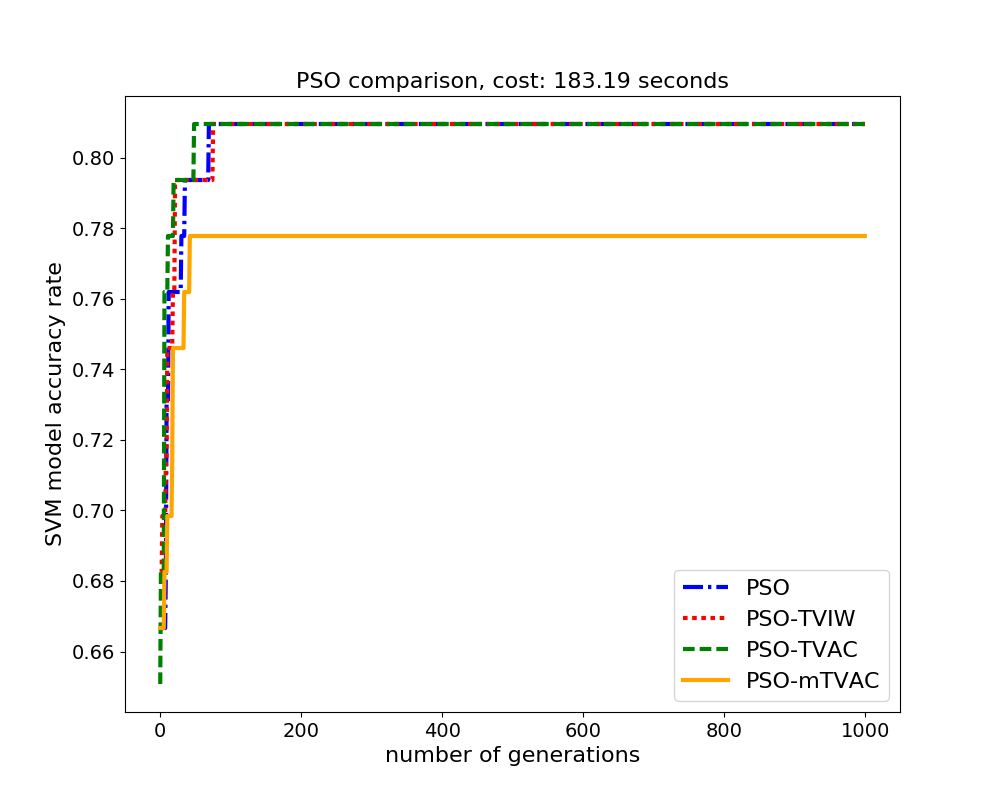 PSO comparison, cost: 183.19 seconds
SVM model accuracy rate
0.80
0.78
0.76
0.74
0.72
0.70
0.68
0.66
0
200
400
600
800
1000
number of generations
PSO
PSO-TVIW
PSO-TVAC
PSO-mTVAC